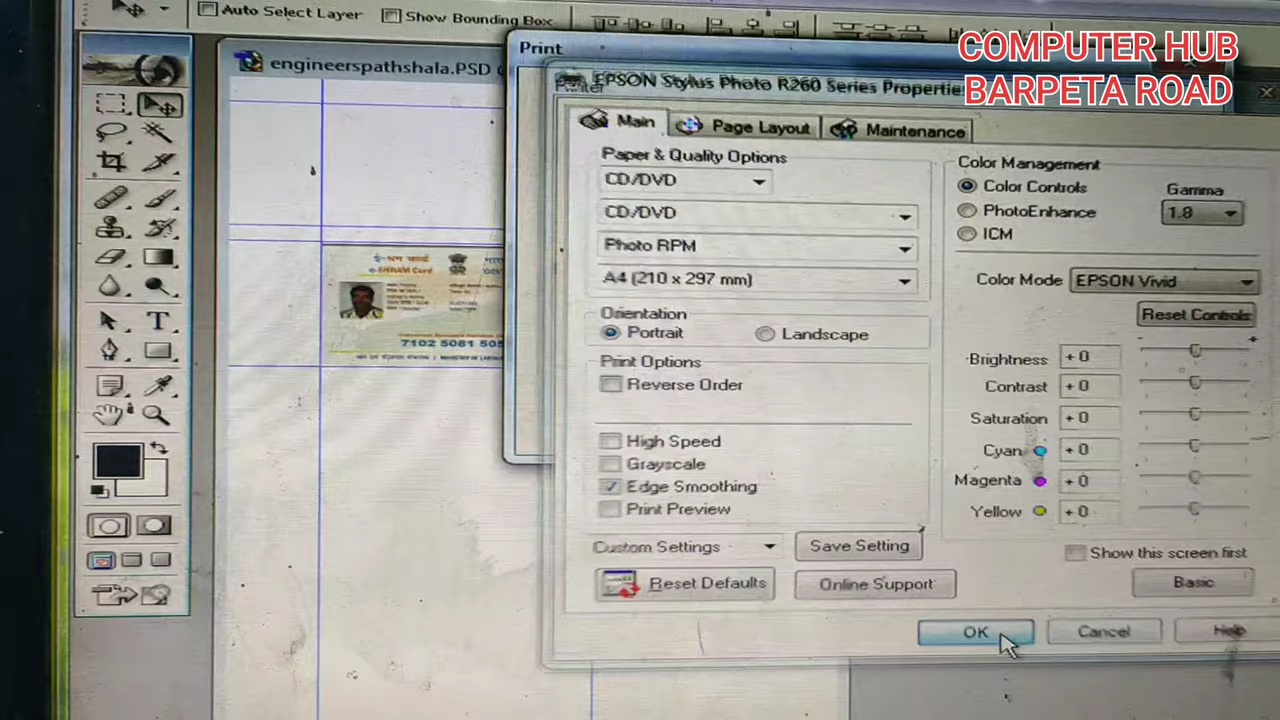 Auto Select Layer
Show Bounding Box
COMPUTER HUB
BARPETA ROAD
engineerspathshala.PSD
Print
EPSON Stylus Photo R260 Series Properties
Main
Page Layout
Maintenance
Paper & Quality Options
CD/DVD
CD/DVD
Photo RPM
A4 (210 x 297 mm)
Orientation
Portrait
Landscape
Print Options
Reverse Order
High Speed
Grayscale
Edge Smoothing
Print Preview
Custom Settings
Save Setting
Reset Defaults
Online Support
Color Management
Color Controls
PhotoEnhance
ICM
Gamma
1.8
Color Mode
EPSON Vivid
Reset Controls
- +
Brightness +0
Contrast +0
Saturation +0
Cyan +0
Magenta +0
Yellow +0
Show this screen first
Basic
OK
Cancel
Help
ई-श्रम कार्ड
e-SHRAM Card
7102 5081 505
T